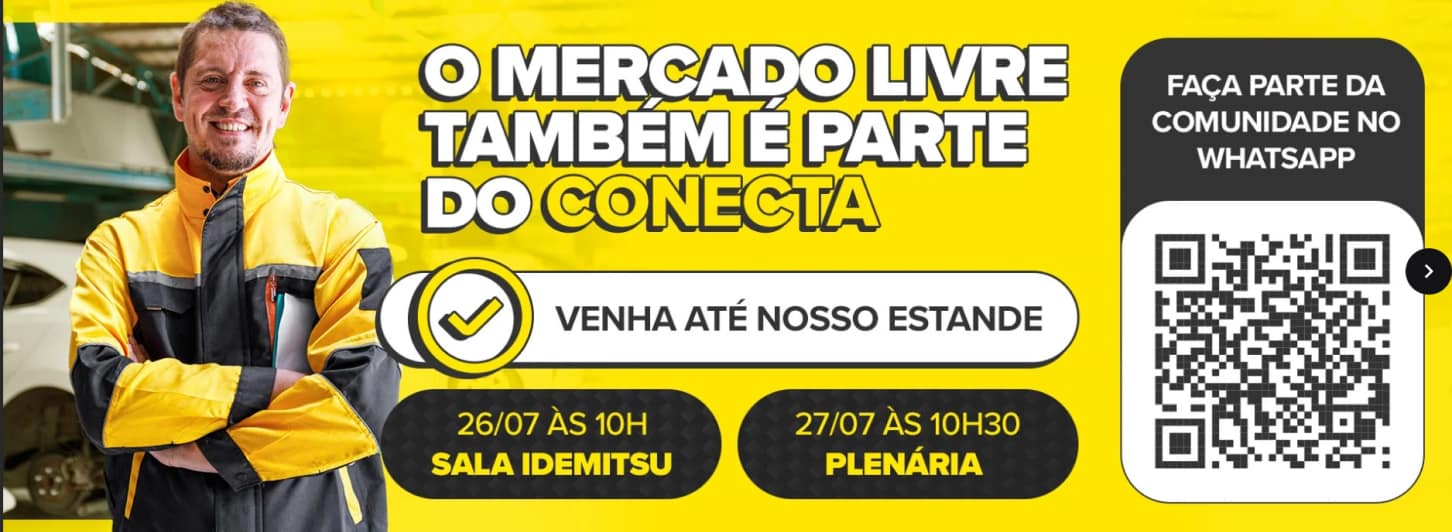 O MERCADO LIVRE
TAMBÉM É PARTE
DO CONECTA
VENHA ATÉ NOSSO ESTANDE
26/07 ÀS 10H
SALA IDEMITSU
27/07 ÀS 10H30
PLENÁRIA
FAÇA PARTE DA
COMUNIDADE NO
WHATSAPP